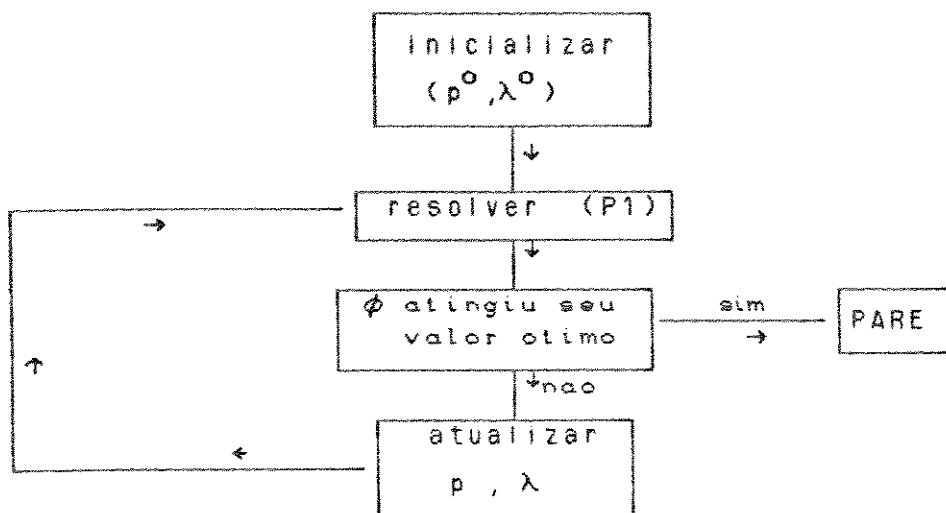 inicializar
(p⁰,λ⁰)
resolver (P1)
ϕ atingiu seu
valor otimo
sim
PARE
nao
atualizar
p , λ